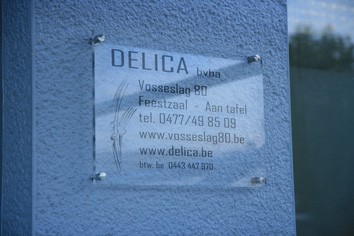 DELICA bvba
Vosseslag 80
Feestzaal - Aan tafel
tel. 0477/49 85 09
www.vosseslag80.be
www.delica.be
btw. be 0443 447 970